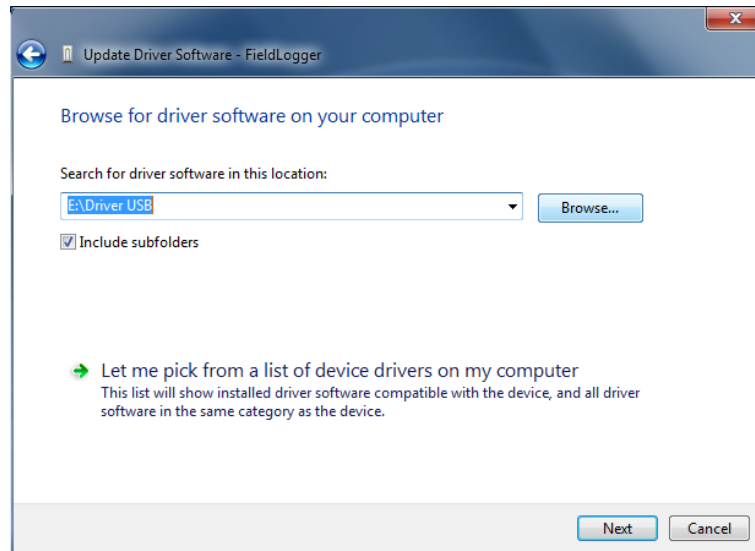 Update Driver Software - FieldLogger
Browse for driver software on your computer
Search for driver software in this location:
E:\Driver USB
Browse...
Include subfolders
Let me pick from a list of device drivers on my computer
This list will show installed driver software compatible with the device, and all driver
software in the same category as the device.
Next
Cancel